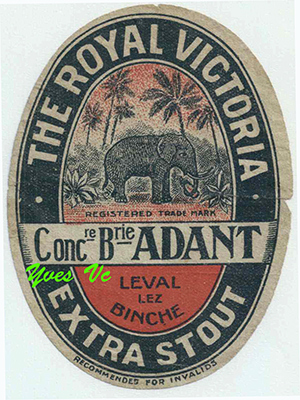 THE ROYAL VICTORIA
REGISTERED TRADE MARK
Concre Brie ADANT
Yves Vc
LEVAL
LEZ
BINCHE
EXTRA STOUT
RECOMMENDED FOR INVALIDS